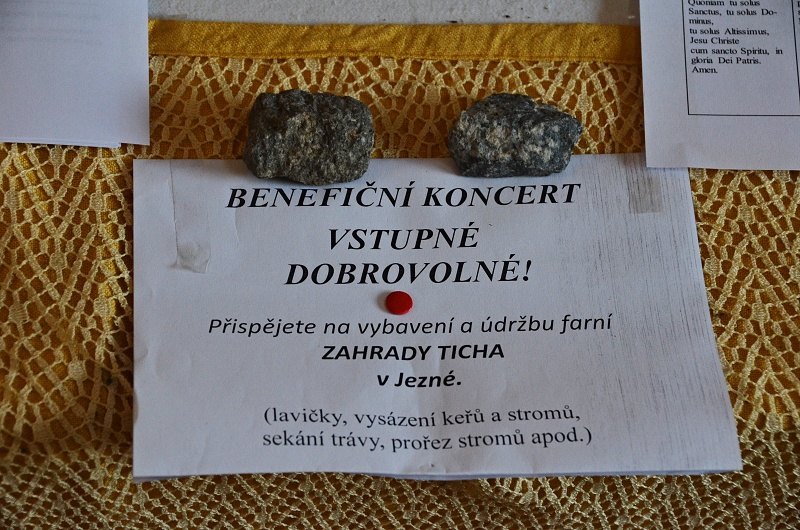 Quoniam tu solus
Sanctus, tu solus Do-
minus,
tu solus Altissimus,
Jesu Christe
cum sancto Spiritu, in
gloria Dei Patris.
Amen.
BENEFIČNÍ KONCERT
VSTUPNÉ
DOBROVOLNÉ!
Přispějete na vybavení a údržbu farní
ZAHRADY TICHA
v Jezné.
(lavičky, vysázení keřů a stromů,
sekání trávy, prořez stromů apod.)